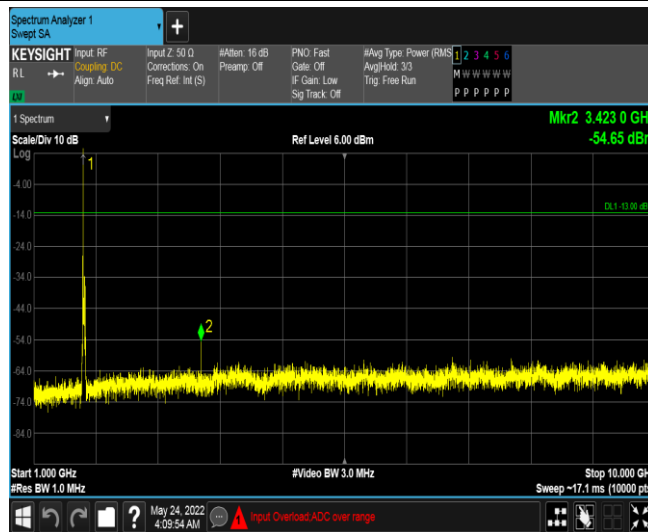 Spectrum Analyzer 1
Swept SA
+
KEYSIGHT
RL
Input: RF
Coupling: DC
Align: Auto
Input Z: 50 Ω
Corrections: On
Freq Ref: Int (S)
#Atten: 16 dB
Preamp: Off
PNO: Fast
Gate: Off
IF Gain: Low
Sig Track: Off
#Avg Type: Power (RMS
Avg|Hold: 3/3
Trig: Free Run
1 2 3 4 5 6
M W W W W W
P P P P P P
1 Spectrum
Scale/Div 10 dB
Log
Ref Level 6.00 dBm
Mkr2 3.423 0 GH
-54.65 dBr
1
-4.00
-14.0
DL1 -13.00 dB
-24.0
-34.0
-44.0
2
-54.0
-64.0
-74.0
-84.0
Start 1.000 GHz
#Res BW 1.0 MHz
#Video BW 3.0 MHz
Stop 10.000 GH
Sweep ~17.1 ms (10000 pts
?
May 24, 2022
4:09:54 AM
Input Overload;ADC over range